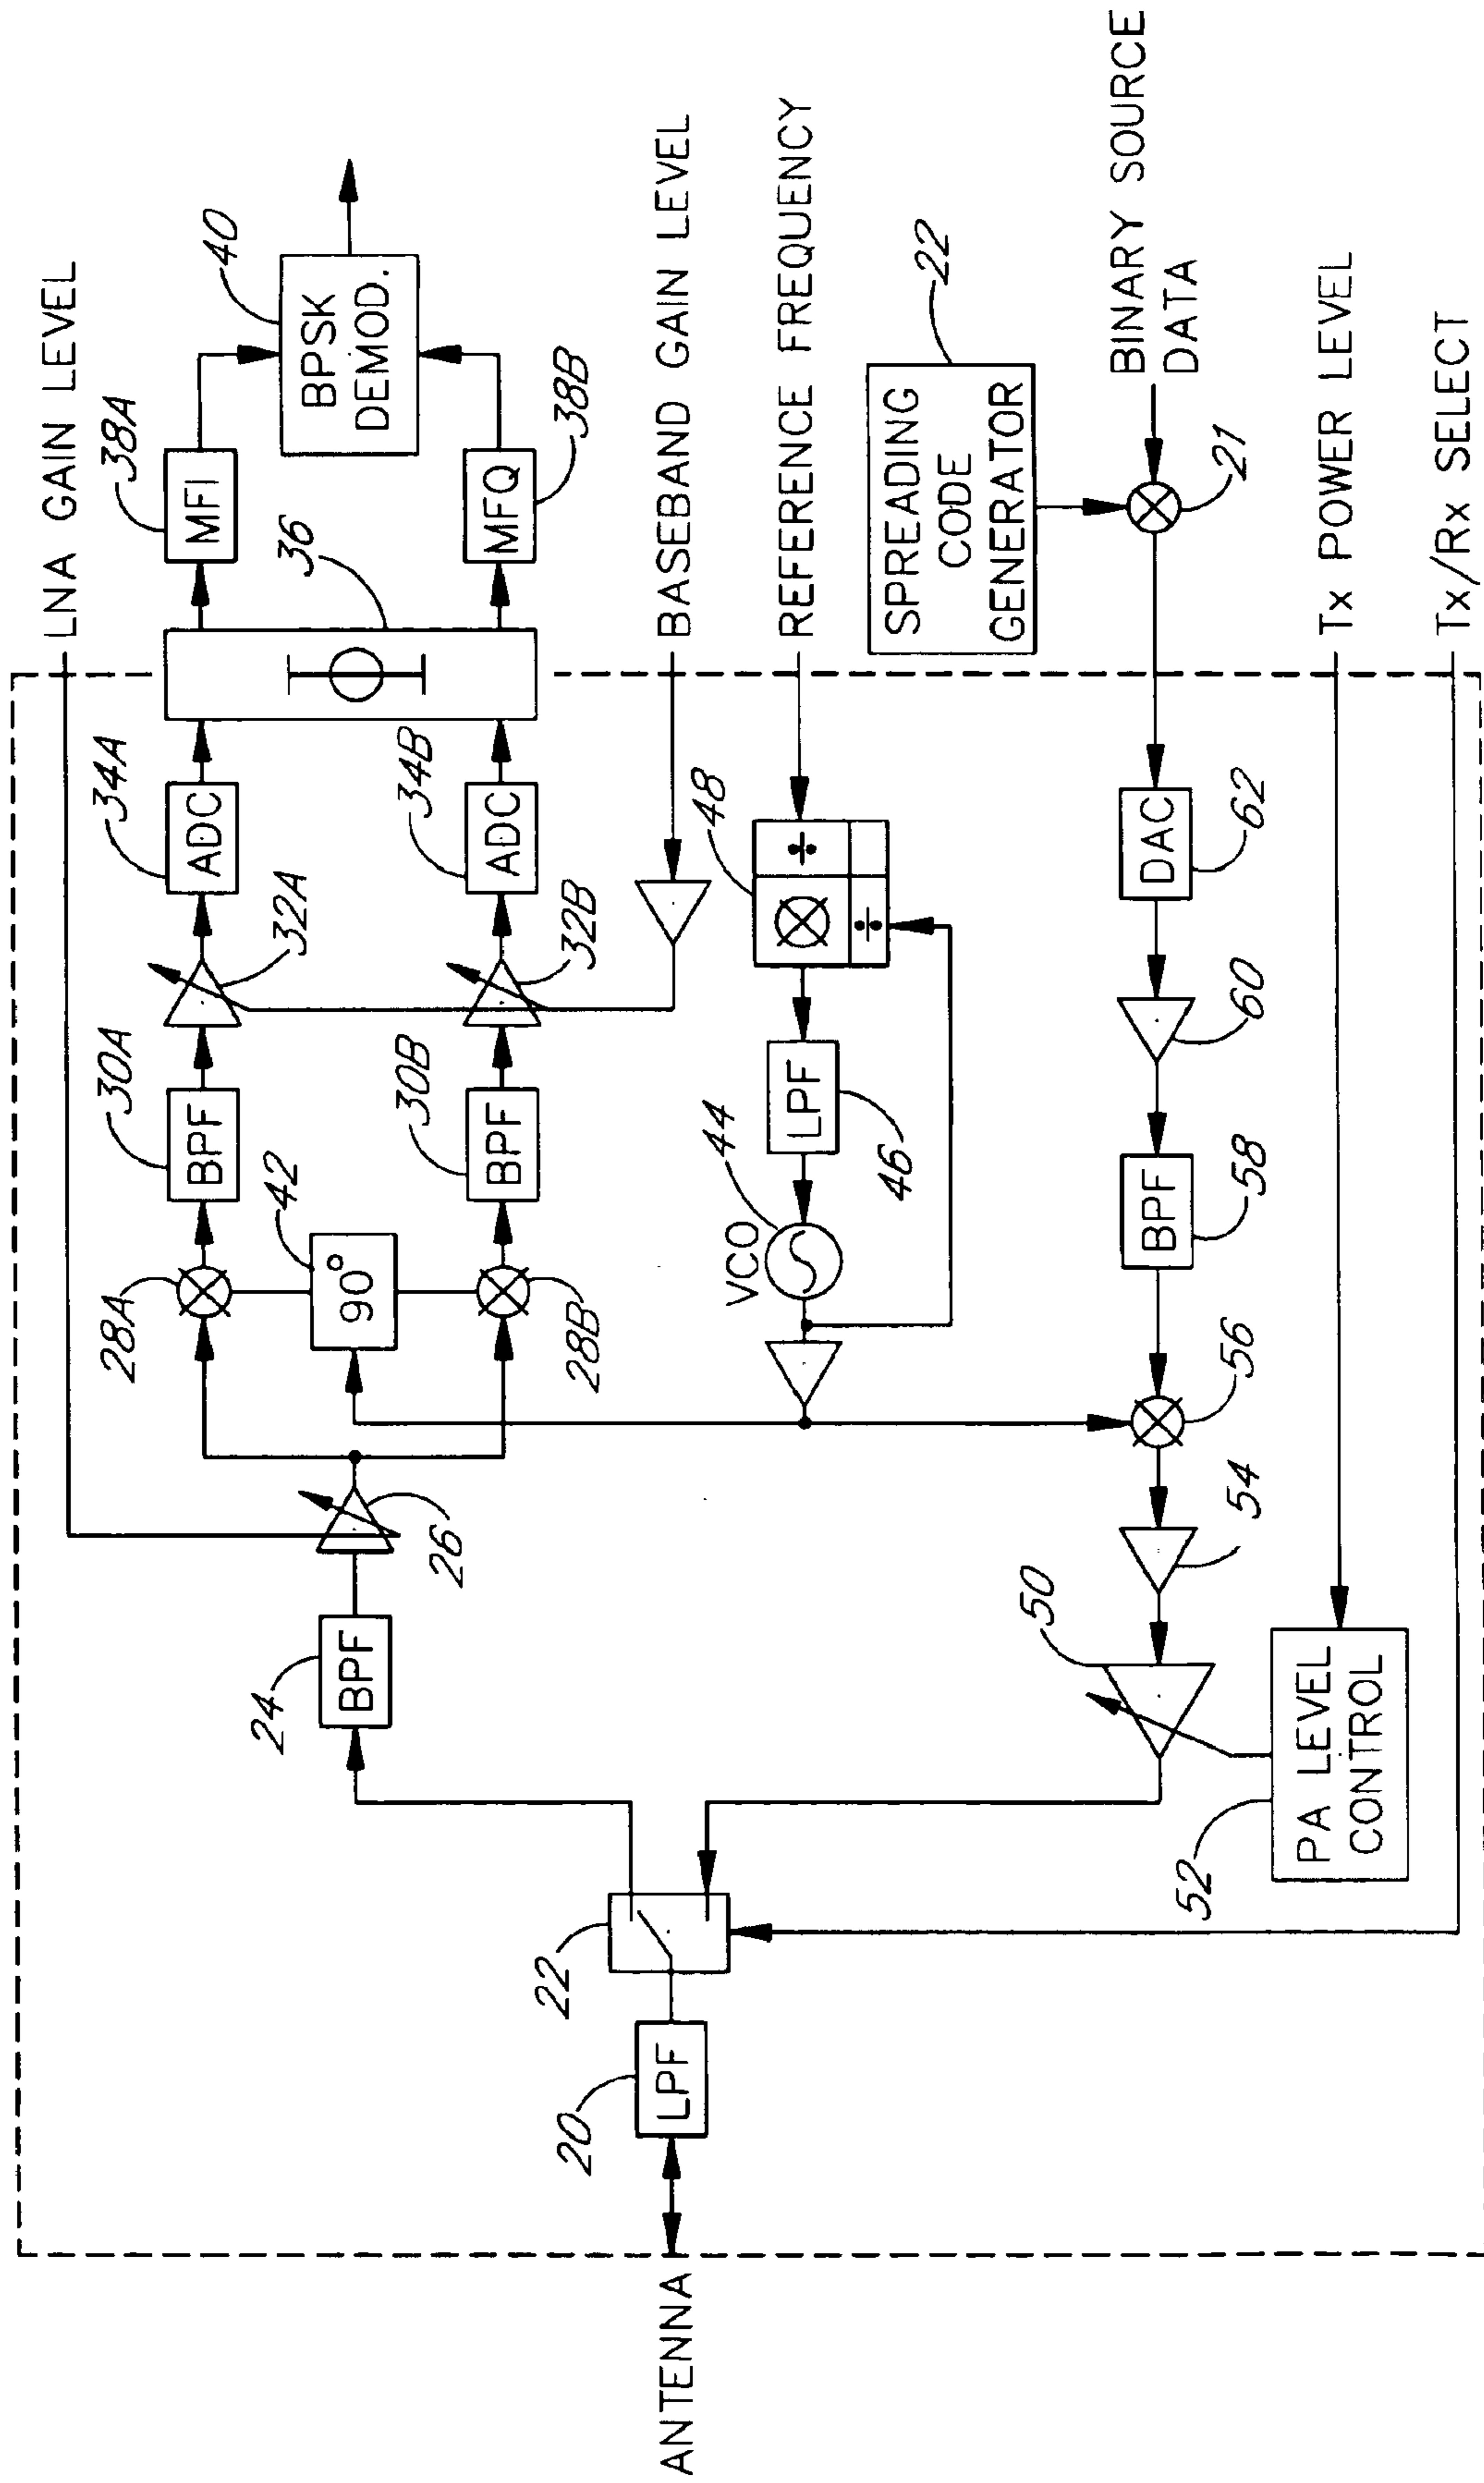 LNA GAIN LEVEL
38A
MFI
40
BPSK
DEMOD.
MFQ
38B
36
34A
ADC
34B
ADC
32A
32B
30A
BPF
30B
BPF
28A
42
90°
28B
26
24
BPF
BASEBAND GAIN LEVEL
REFERENCE FREQUENCY
48
÷
÷
LPF
46
44
VCO
22
SPREADING
CODE
GENERATOR
BINARY SOURCE
DATA
21
DAC
62
60
BPF
58
56
54
50
Tx POWER LEVEL
PA LEVEL
CONTROL
52
Tx/Rx SELECT
22
20
LPF
ANTENNA